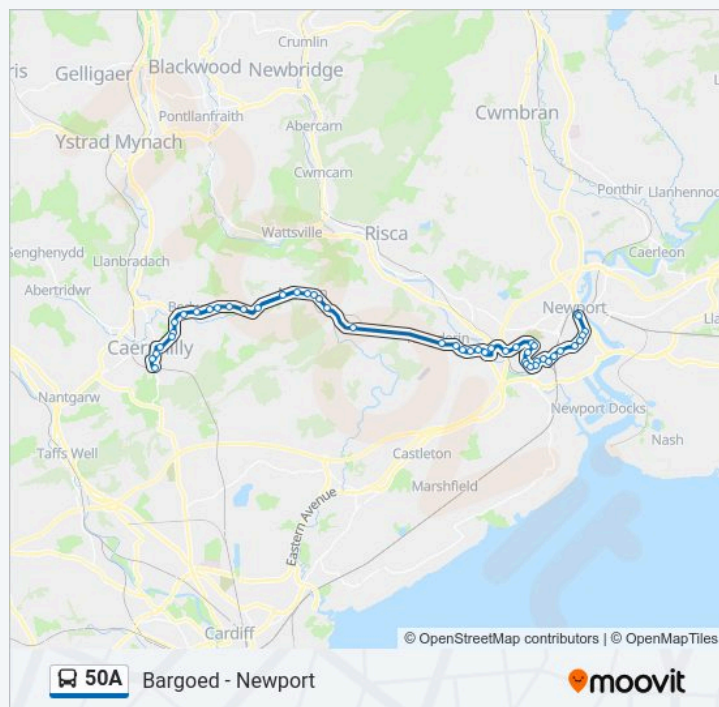 Crumlin
ris
Gelligaer
Blackwood
Newbridge
Cwmbran
Pontllanfraith
Abercarn
Ystrad Mynach
Ponthir
Llanhennoc
Cwmcarn
Wattsville
Risca
Senghenydd
Llanbradach
Caerleon
Abertridwr
Newport
Nantgarw
Newport Docks
Taffs Well
Nash
Castleton
Marshfield
Eastern Avenue
Cardiff
© OpenStreetMap contributors | © OpenMapTiles
50A Bargoed - Newport
moovit